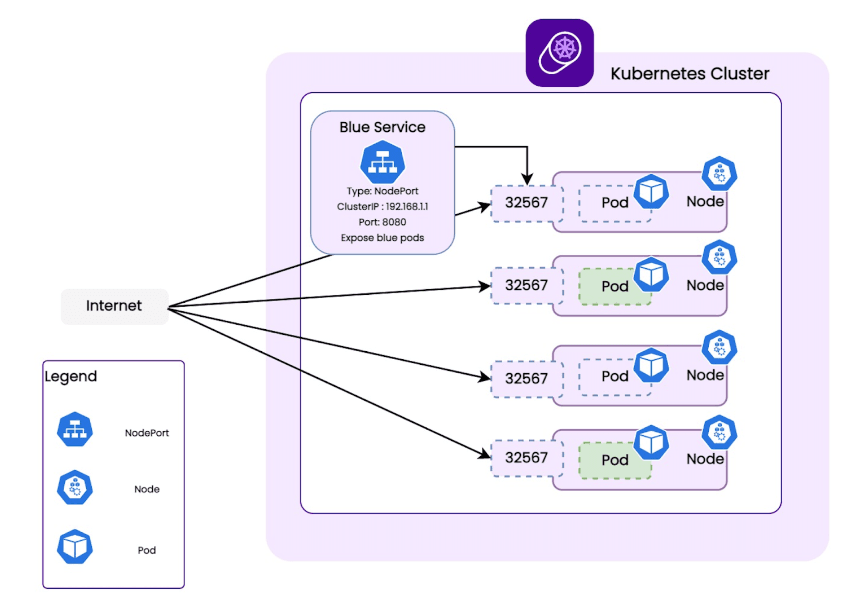 Kubernetes Cluster
Blue Service
Type: NodePort
ClusterIP : 192.168.1.1
Port: 8080
Expose blue pods
32567
Pod
Node
32567
Pod
Node
Internet
32567
Pod
Node
32567
Pod
Node
Legend
NodePort
Node
Pod